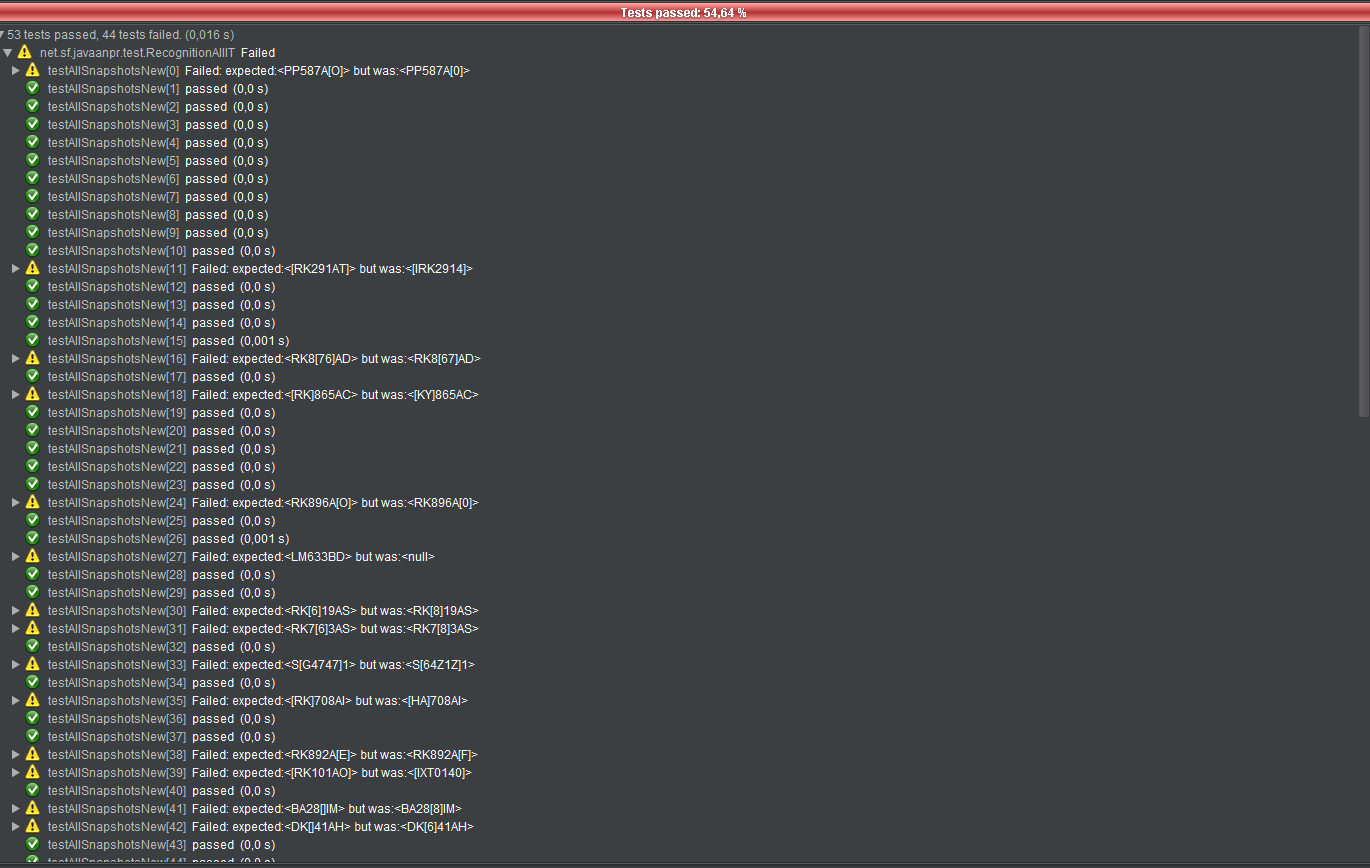 Tests passed: 54,64 %
53 tests passed, 44 tests failed. (0,016 s)
net.sf.javaanpr.test.RecognitionAllIT Failed
testAllSnapshotsNew[0] Failed: expected:<PP587A[O]> but was:<PP587A[0]>
testAllSnapshotsNew[1] passed (0,0 s)
testAllSnapshotsNew[2] passed (0,0 s)
testAllSnapshotsNew[3] passed (0,0 s)
testAllSnapshotsNew[4] passed (0,0 s)
testAllSnapshotsNew[5] passed (0,0 s)
testAllSnapshotsNew[6] passed (0,0 s)
testAllSnapshotsNew[7] passed (0,0 s)
testAllSnapshotsNew[8] passed (0,0 s)
testAllSnapshotsNew[9] passed (0,0 s)
testAllSnapshotsNew[10] passed (0,0 s)
testAllSnapshotsNew[11] Failed: expected:<[RK291AT]> but was:<[IRK2914]>
testAllSnapshotsNew[12] passed (0,0 s)
testAllSnapshotsNew[13] passed (0,0 s)
testAllSnapshotsNew[14] passed (0,0 s)
testAllSnapshotsNew[15] passed (0,001 s)
testAllSnapshotsNew[16] Failed: expected:<RK8[76]AD> but was:<RK8[67]AD>
testAllSnapshotsNew[17] passed (0,0 s)
testAllSnapshotsNew[18] Failed: expected:<[RK]865AC> but was:<[KY]865AC>
testAllSnapshotsNew[19] passed (0,0 s)
testAllSnapshotsNew[20] passed (0,0 s)
testAllSnapshotsNew[21] passed (0,0 s)
testAllSnapshotsNew[22] passed (0,0 s)
testAllSnapshotsNew[23] passed (0,0 s)
testAllSnapshotsNew[24] Failed: expected:<RK896A[O]> but was:<RK896A[0]>
testAllSnapshotsNew[25] passed (0,0 s)
testAllSnapshotsNew[26] passed (0,001 s)
testAllSnapshotsNew[27] Failed: expected:<LM633BD> but was:<null>
testAllSnapshotsNew[28] passed (0,0 s)
testAllSnapshotsNew[29] passed (0,0 s)
testAllSnapshotsNew[30] Failed: expected:<RK[6]19AS> but was:<RK[8]19AS>
testAllSnapshotsNew[31] Failed: expected:<RK7[6]3AS> but was:<RK7[8]3AS>
testAllSnapshotsNew[32] passed (0,0 s)
testAllSnapshotsNew[33] Failed: expected:<S[G4747]1> but was:<S[64Z1Z]1>
testAllSnapshotsNew[34] passed (0,0 s)
testAllSnapshotsNew[35] Failed: expected:<[RK]708AI> but was:<[HA]708AI>
testAllSnapshotsNew[36] passed (0,0 s)
testAllSnapshotsNew[37] passed (0,0 s)
testAllSnapshotsNew[38] Failed: expected:<RK892A[E]> but was:<RK892A[F]>
testAllSnapshotsNew[39] Failed: expected:<[RK101AO]> but was:<[IXT0140]>
testAllSnapshotsNew[40] passed (0,0 s)
testAllSnapshotsNew[41] Failed: expected:<BA28[]IM> but was:<BA28[8]IM>
testAllSnapshotsNew[42] Failed: expected:<DK[]41AH> but was:<DK[6]41AH>
testAllSnapshotsNew[43] passed (0,0 s)
testAllSnapshotsNew[44] passed (0,0 s)